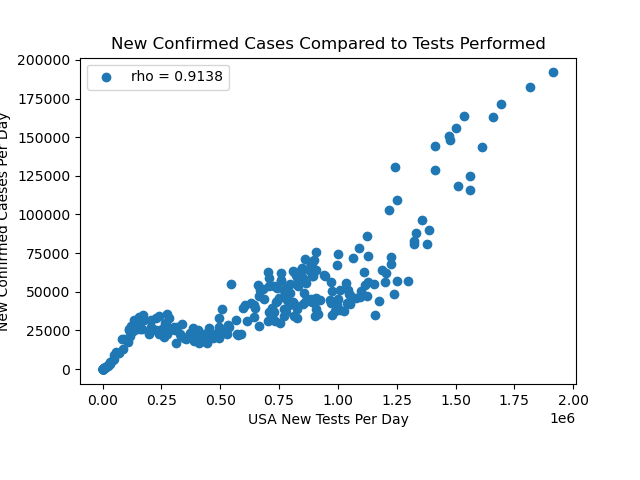 New Confirmed Cases Compared to Tests Performed
rho = 0.9138
200000
175000
150000
125000
100000
75000
50000
25000
0
New Confirmed Caeses Per Day
0.00 0.25 0.50 0.75 1.00 1.25 1.50 1.75 2.00
1e6
USA New Tests Per Day